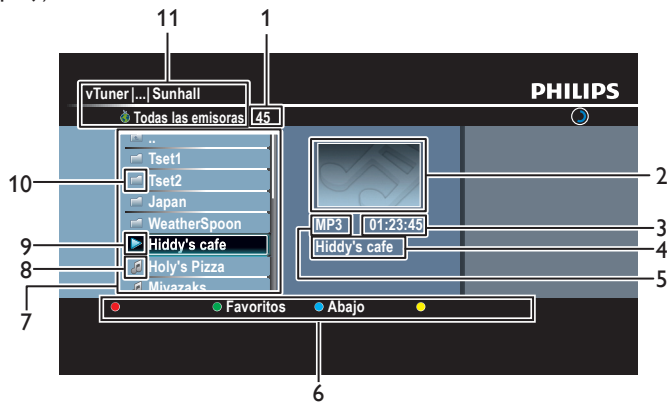 11
1
vTuner |...| Sunhall
PHILIPS
Todas las emisoras 45
..
Tset1
2
10
Tset2
Japan
MP3 01:23:45
3
WeatherSpoon
9
Hiddy's cafe
Hiddy's cafe
4
8
Holy's Pizza
5
7
Mivazaks
Favoritos
Abajo
6